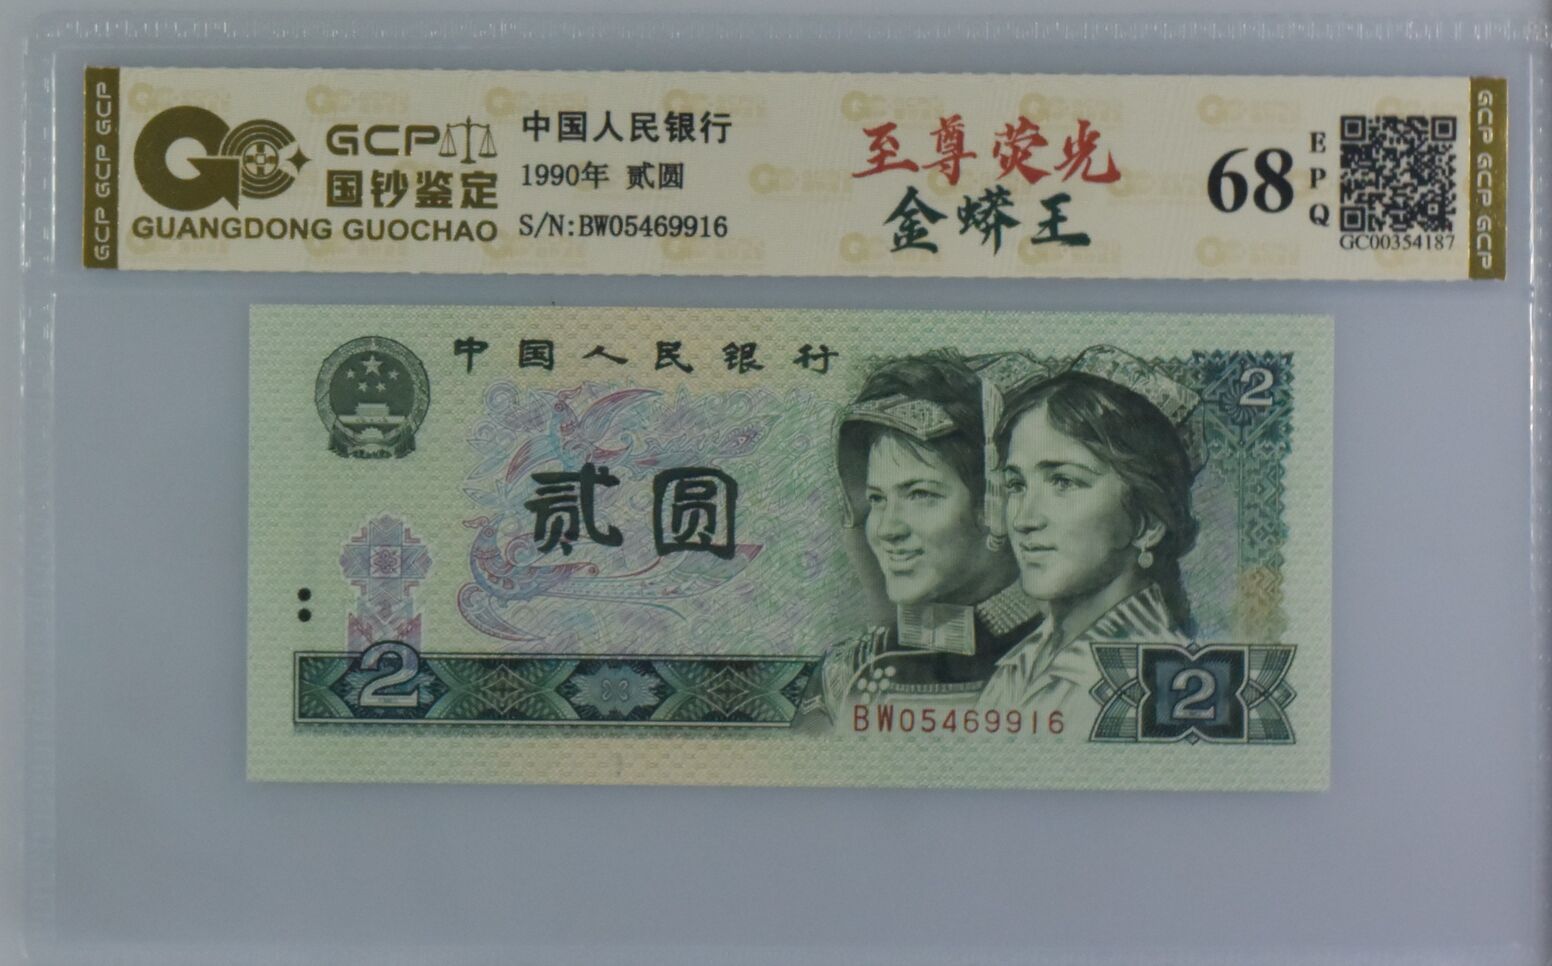 GCP GCP GCP
GCP
国钞鉴定
GUANGDONG GUOCHAO
中国人民银行
1990年 贰圆
S/N:BW05469916
至尊荧光
金蟒王
68
EPQ
GC00354187
GCP GCP GCP
中国人民银行
2
贰圆
2
BW05469916
2